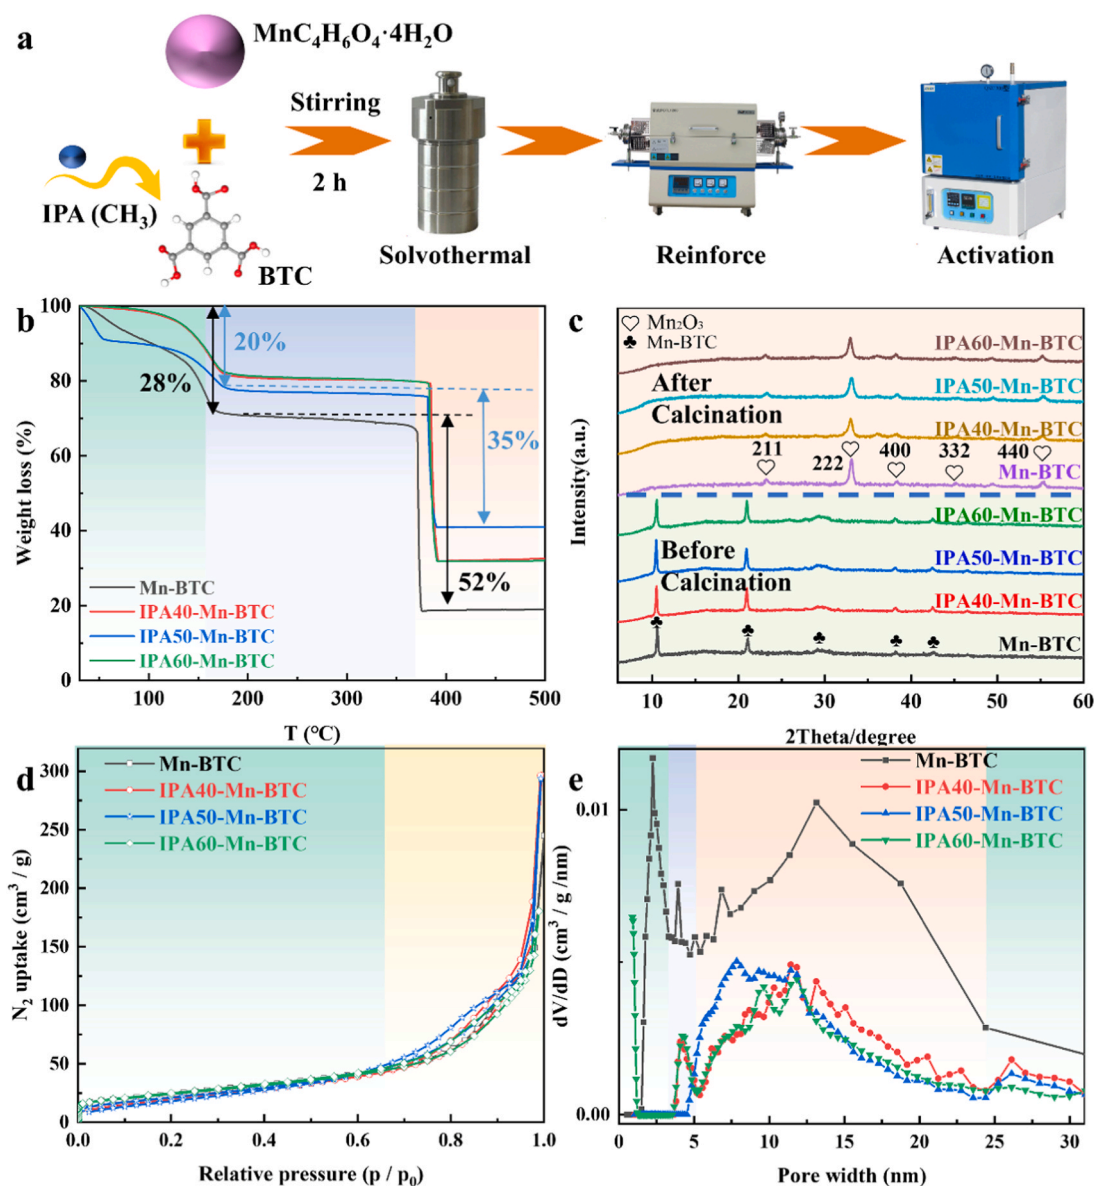 a
MnC₄H₆O₄·4H₂O
Stirring
2 h
IPA (CH₃)
BTC
Solvothermal
Reinforce
Activation
b
100
80
60
40
20
0
Weight loss (%)
20%
28%
35%
52%
Mn-BTC
IPA40-Mn-BTC
IPA50-Mn-BTC
IPA60-Mn-BTC
100
200
300
400
500
T (°C)
c
Mn₂O₃
Mn-BTC
IPA60-Mn-BTC
After
IPA50-Mn-BTC
Calcination
IPA40-Mn-BTC
211
222
400
332
440
Mn-BTC
IPA60-Mn-BTC
Before
IPA50-Mn-BTC
Calcination
IPA40-Mn-BTC
Mn-BTC
Intensity(a.u.)
10
20
30
40
50
60
2Theta/degree
d
300
250
200
150
100
50
0
N₂ uptake (cm³ / g)
Mn-BTC
IPA40-Mn-BTC
IPA50-Mn-BTC
IPA60-Mn-BTC
0.0
0.2
0.4
0.6
0.8
1.0
Relative pressure (p / p₀)
e
0.01
0.00
dV/dD (cm³ / g /nm)
Mn-BTC
IPA40-Mn-BTC
IPA50-Mn-BTC
IPA60-Mn-BTC
0
5
10
15
20
25
30
Pore width (nm)